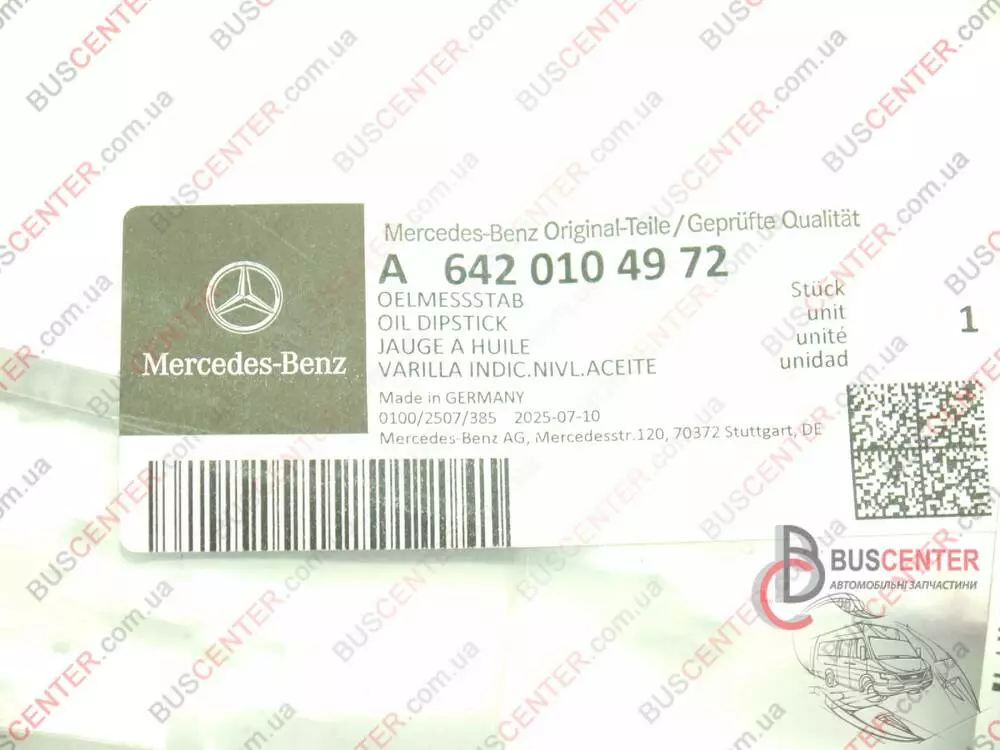 Mercedes-Benz Original-Teile/Geprüfte Qualität
A 642 010 49 72
OELMESSSTAB
OIL DIPSTICK
JAUGE A HUILE
VARILLA INDIC.NIVL.ACEITE
Stück
unit
unité
unidad
1
Made in GERMANY
0100/2507/385 2025-07-10
Mercedes-Benz AG, Mercedesstr.120, 70372 Stuttgart, DE
Mercedes-Benz
BUSCENTER
АВТОМОБІЛЬНІ ЗАПЧАСТИНИ
BUSCENTER.com.ua